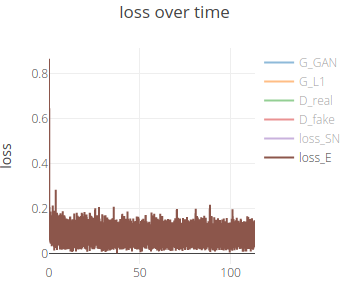 loss over time
loss
0.8
0.6
0.4
0.2
0
0
50
100
G_GAN
G_L1
D_real
D_fake
loss_SN
loss_E